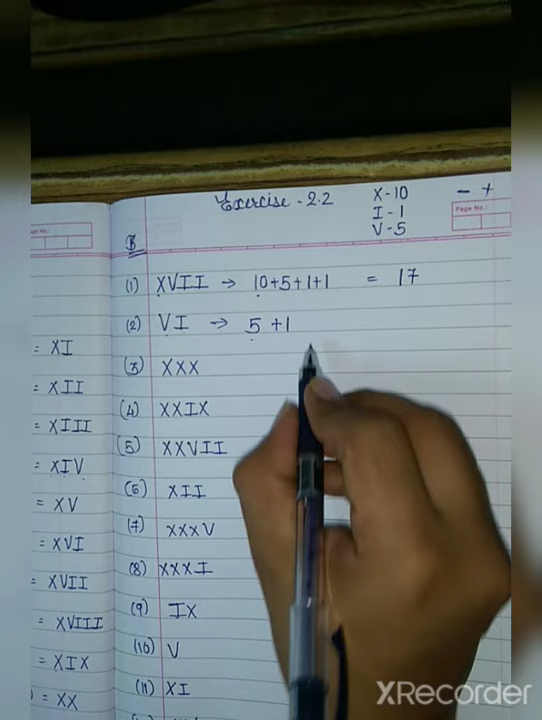 Exercise - 2.2
X - 10
I - 1
V - 5
- +
Page No.:
Page No.:
B
(1) XVII → 10+5+1+1 = 17
(2) VI → 5 +1
(3) XXX
(4) XXIX
(5) XXVII
(6) XII
(7) XXXV
(8) XXXI
(9) IX
(10) V
(11) XI
= XI
= XII
= XIII
= XIV
= XV
= XVI
= XVII
= XVIII
= XIX
= XX
XRecorder